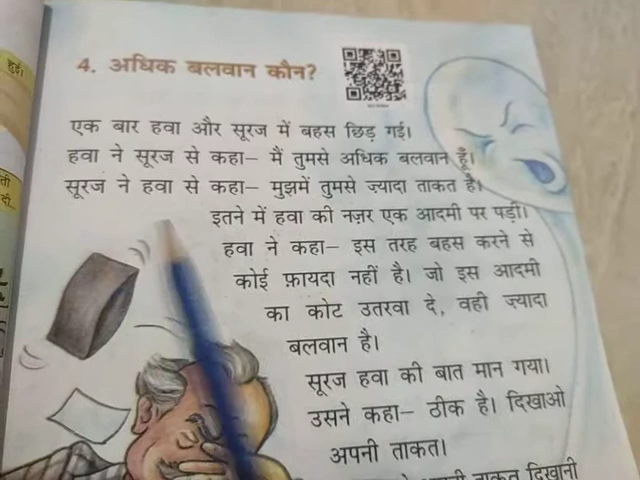 4. अधिक बलवान कौन?
एक बार हवा और सूरज में बहस छिड़ गई।
हवा ने सूरज से कहा– मैं तुमसे अधिक बलवान हूँ।
सूरज ने हवा से कहा– मुझमें तुमसे ज़्यादा ताकत है।
इतने में हवा की नज़र एक आदमी पर पड़ी।
हवा ने कहा– इस तरह बहस करने से
कोई फ़ायदा नहीं है। जो इस आदमी
का कोट उतरवा दे, वही ज़्यादा
बलवान है।
सूरज हवा की बात मान गया।
उसने कहा– ठीक है। दिखाओ
अपनी ताकत।
ताकत दिखानी